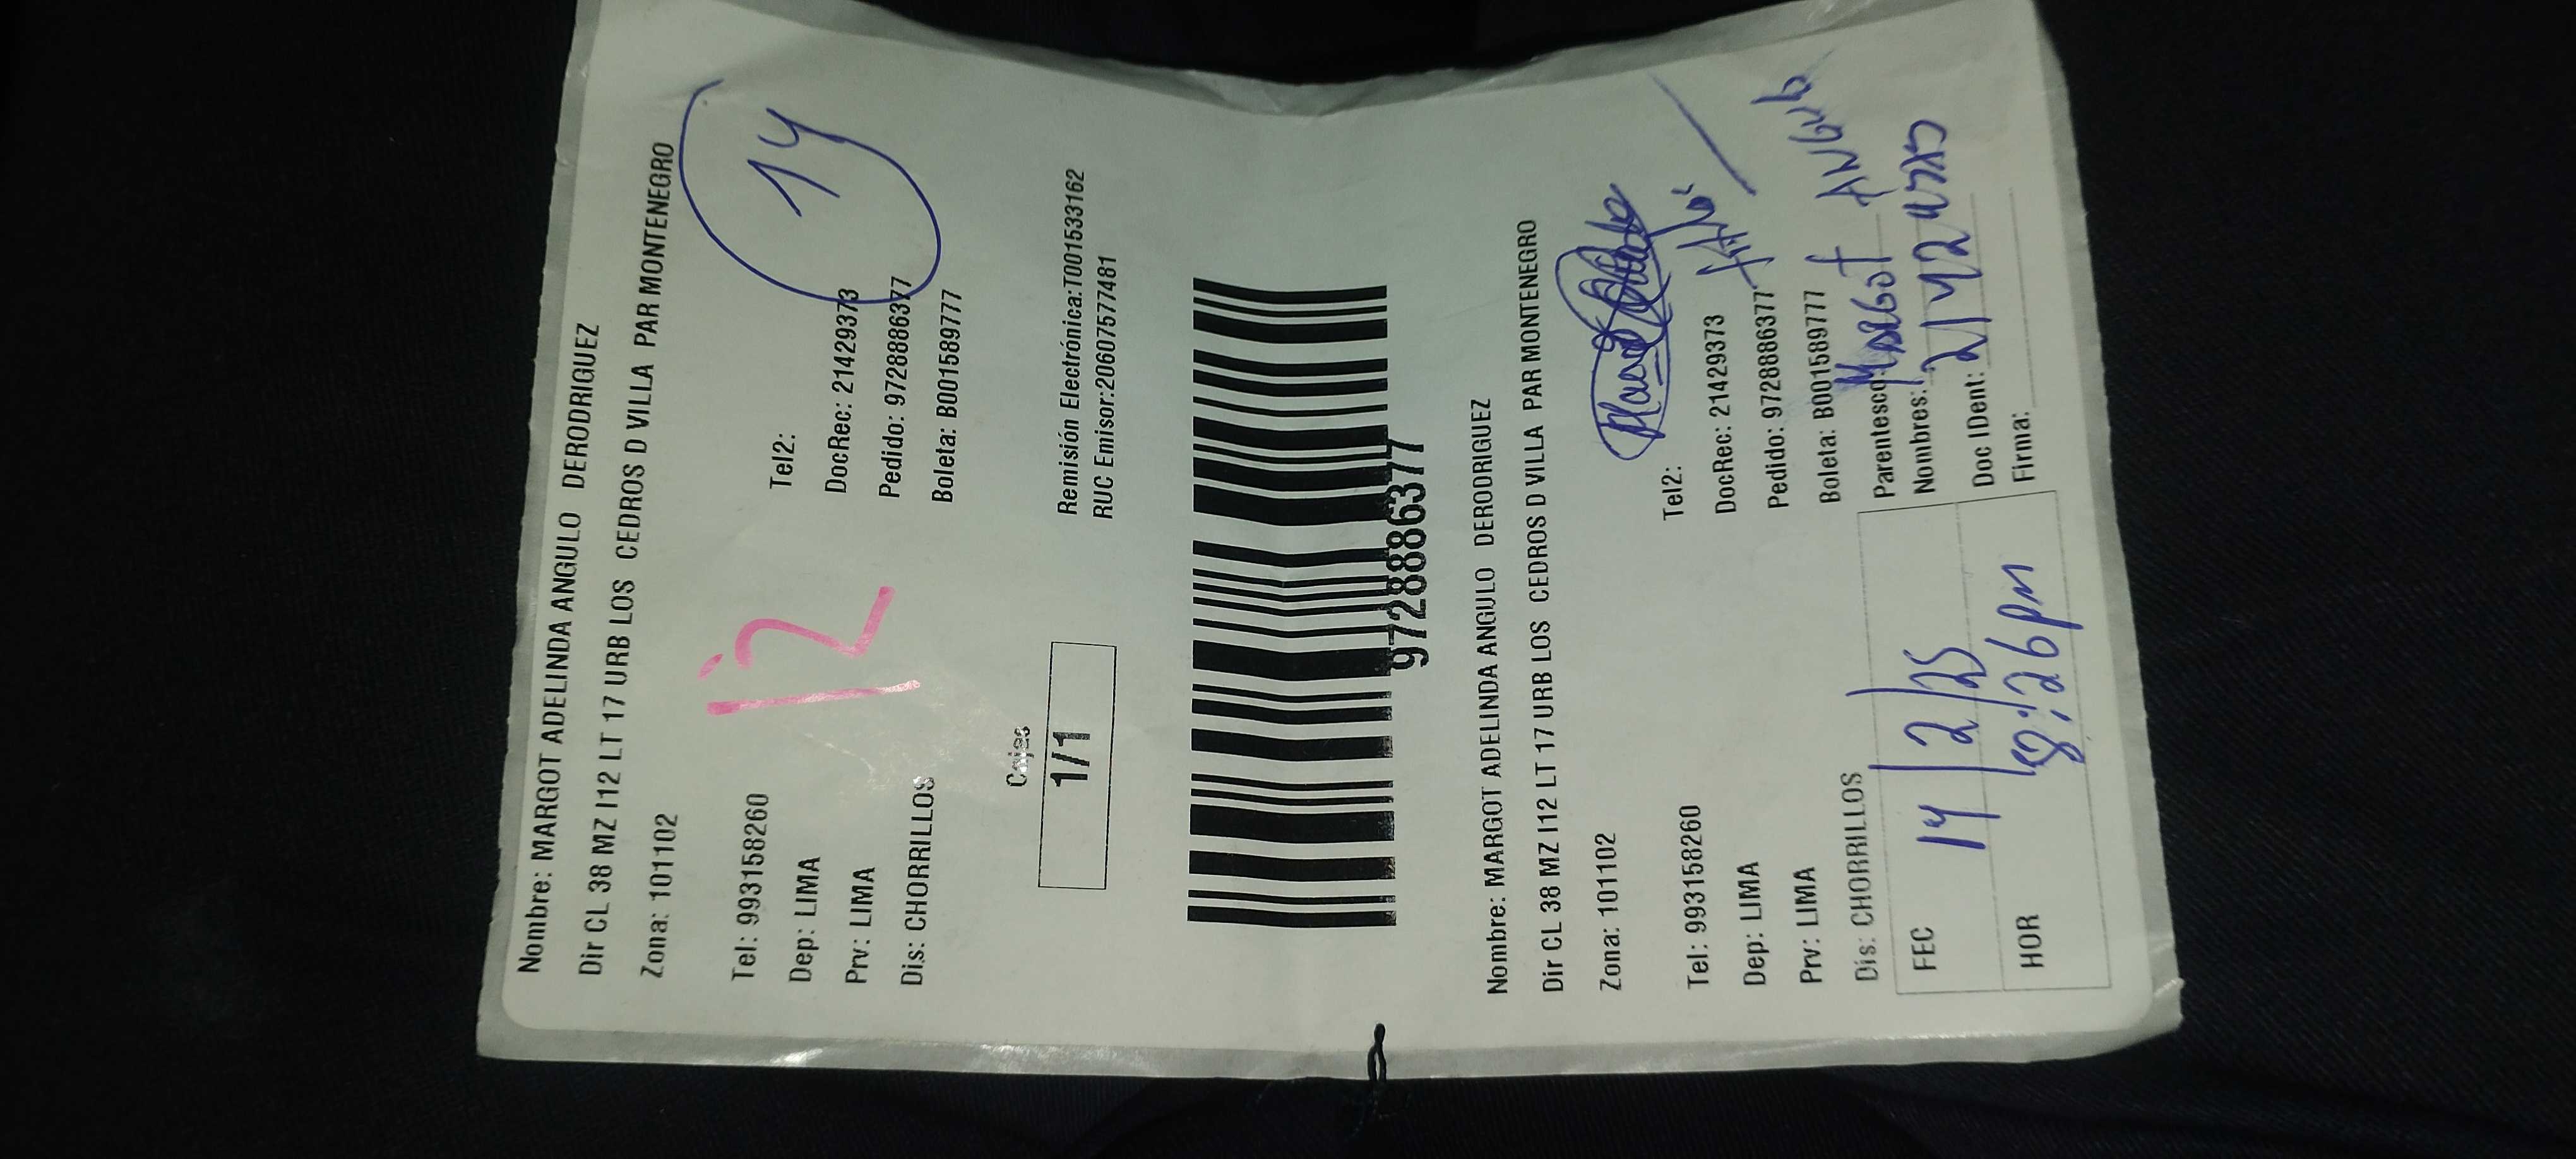 Nombre: MARGOT ADELINDA ANGULO DERODRIGUEZ
Dir CL 38 MZ I12 LT 17 URB LOS CEDROS D VILLA PAR MONTENEGRO
Zona: 101102
14
12
Tel: 993158260 Tel2:
Dep: LIMA DocRec: 21429373
Prv: LIMA Pedido: 9728886377
Dis: CHORRILLOS Boleta: B001589777
Cajas
1/1
Remisión Electrónica:T001533162
RUC Emisor:20607577481
9728886377
Nombre: MARGOT ADELINDA ANGULO DERODRIGUEZ
Dir CL 38 MZ I12 LT 17 URB LOS CEDROS D VILLA PAR MONTENEGRO
Zona: 101102
Tel: 993158260 Tel2:
Dep: LIMA DocRec: 21429373
Prv: LIMA Pedido: 9728886377
Dis: CHORRILLOS Boleta: B001589777
Parentesco: Margot Angulo
Nombres:
Doc IDent:
Firma:
FEC 14/2/25
HOR 8:26pm